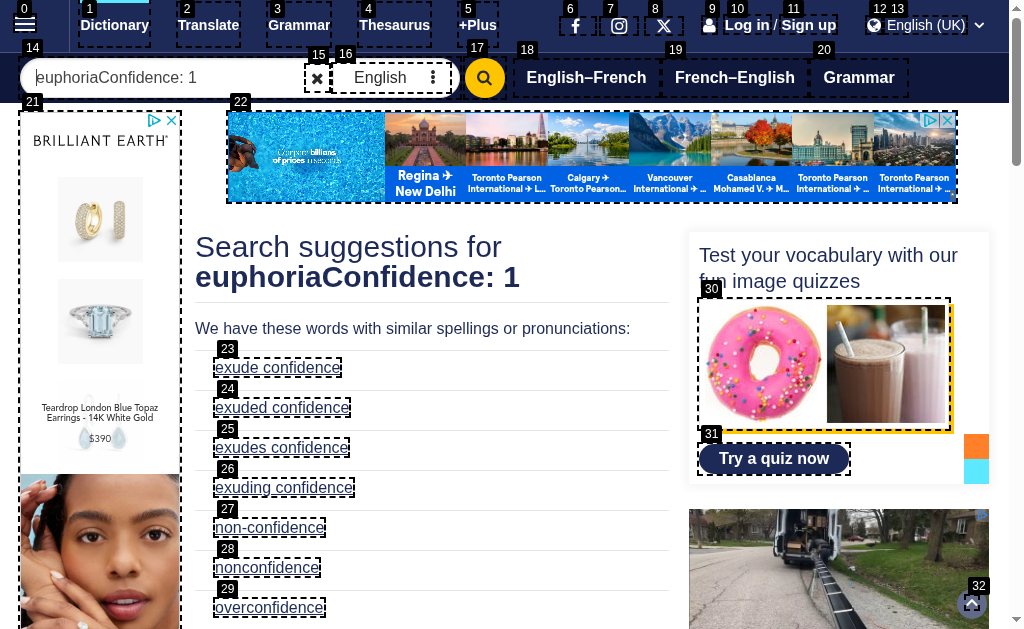 0 1 2 3 4 5 6 7 8 9 10 11 12 13
Dictionary Translate Grammar Thesaurus +Plus Log in / Sign up English (UK)
14 15 16 17 18 19 20
euphoriaConfidence: 1 English English–French French–English Grammar
21 22
BRILLIANT EARTH
Compare billions
of prices in seconds
Regina ✈
New Delhi
Toronto Pearson
International ✈ L...
Calgary ✈
Toronto Pearson...
Vancouver
International ✈ ...
Casablanca
Mohamed V. ✈ M...
Toronto Pearson
International ✈ ...
Toronto Pearson
International ✈ ...
Teardrop London Blue Topaz
Earrings - 14K White Gold
$390
Search suggestions for
euphoriaConfidence: 1
We have these words with similar spellings or pronunciations:
23
exude confidence
24
exuded confidence
25
exudes confidence
26
exuding confidence
27
non-confidence
28
nonconfidence
29
overconfidence
Test your vocabulary with our
fun image quizzes
30
31
Try a quiz now
32